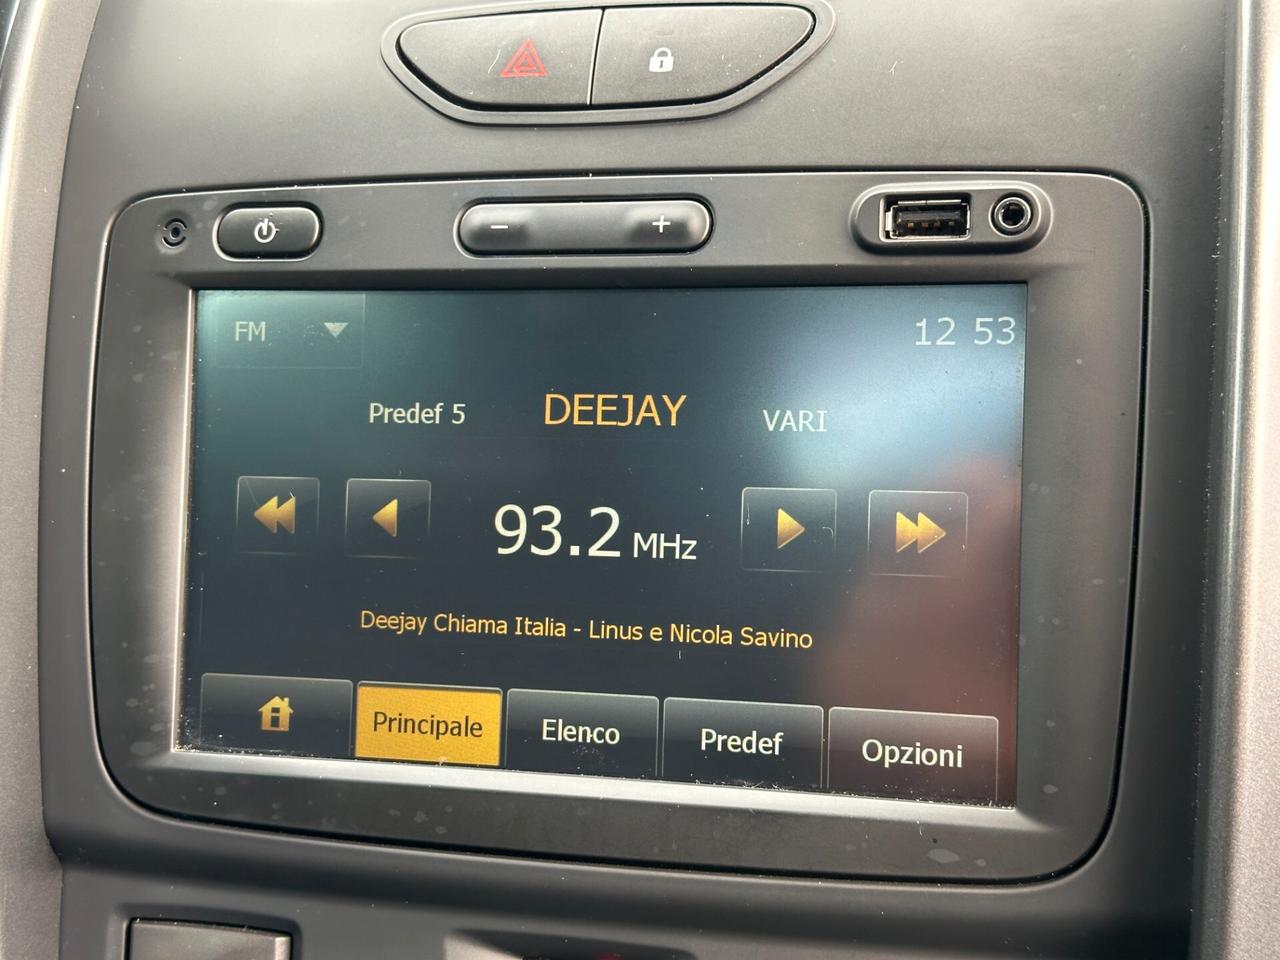 FM
12 53
Predef 5
DEEJAY
VARI
93.2 MHz
Deejay Chiama Italia - Linus e Nicola Savino
Principale
Elenco
Predef
Opzioni